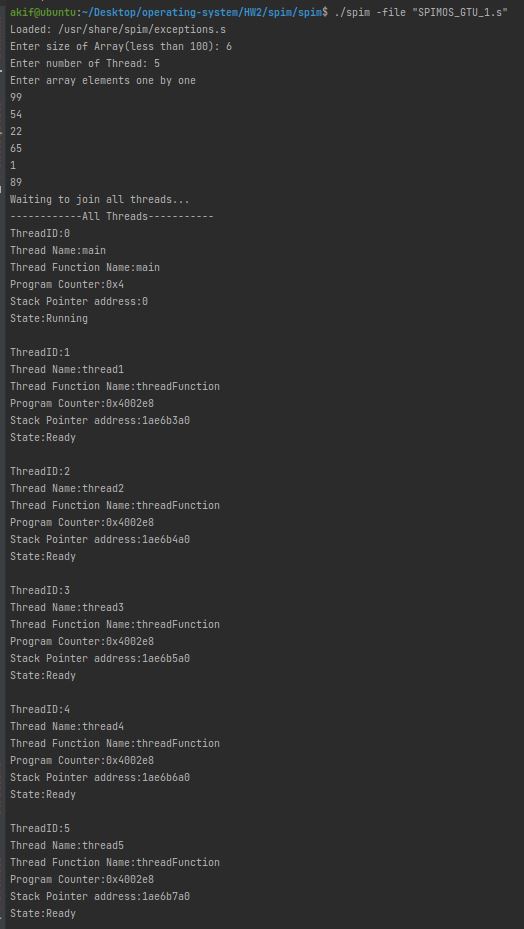 akif@ubuntu:~/Desktop/operating-system/HW2/spim/spim$ ./spim -file "SPIMOS_GTU_1.s"
Loaded: /usr/share/spim/exceptions.s
Enter size of Array(less than 100): 6
Enter number of Thread: 5
Enter array elements one by one
99
54
22
65
1
89
Waiting to join all threads...
------------All Threads-----------
ThreadID:0
Thread Name:main
Thread Function Name:main
Program Counter:0x4
Stack Pointer address:0
State:Running

ThreadID:1
Thread Name:thread1
Thread Function Name:threadFunction
Program Counter:0x4002e8
Stack Pointer address:1ae6b3a0
State:Ready

ThreadID:2
Thread Name:thread2
Thread Function Name:threadFunction
Program Counter:0x4002e8
Stack Pointer address:1ae6b4a0
State:Ready

ThreadID:3
Thread Name:thread3
Thread Function Name:threadFunction
Program Counter:0x4002e8
Stack Pointer address:1ae6b5a0
State:Ready

ThreadID:4
Thread Name:thread4
Thread Function Name:threadFunction
Program Counter:0x4002e8
Stack Pointer address:1ae6b6a0
State:Ready

ThreadID:5
Thread Name:thread5
Thread Function Name:threadFunction
Program Counter:0x4002e8
Stack Pointer address:1ae6b7a0
State:Ready